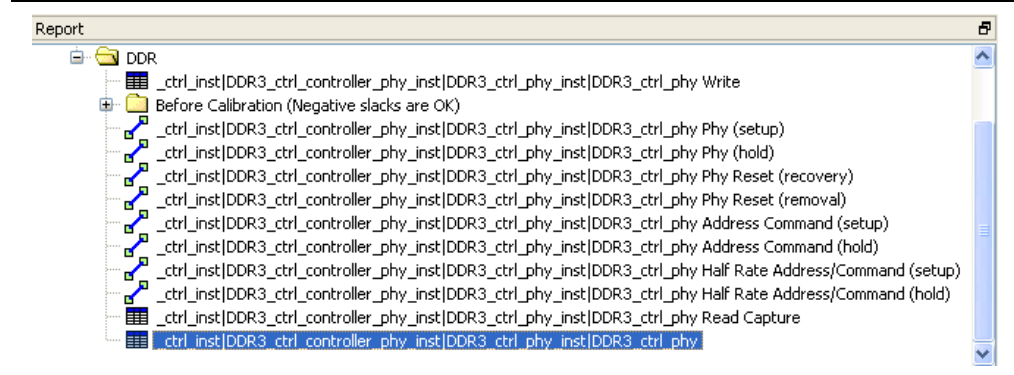 Report
DDR
_ctrl_inst|DDR3_ctrl_controller_phy_inst|DDR3_ctrl_phy_inst|DDR3_ctrl_phy Write
Before Calibration (Negative slacks are OK)
_ctrl_inst|DDR3_ctrl_controller_phy_inst|DDR3_ctrl_phy_inst|DDR3_ctrl_phy Phy (setup)
_ctrl_inst|DDR3_ctrl_controller_phy_inst|DDR3_ctrl_phy_inst|DDR3_ctrl_phy Phy (hold)
_ctrl_inst|DDR3_ctrl_controller_phy_inst|DDR3_ctrl_phy_inst|DDR3_ctrl_phy Phy Reset (recovery)
_ctrl_inst|DDR3_ctrl_controller_phy_inst|DDR3_ctrl_phy_inst|DDR3_ctrl_phy Phy Reset (removal)
_ctrl_inst|DDR3_ctrl_controller_phy_inst|DDR3_ctrl_phy_inst|DDR3_ctrl_phy Address Command (setup)
_ctrl_inst|DDR3_ctrl_controller_phy_inst|DDR3_ctrl_phy_inst|DDR3_ctrl_phy Address Command (hold)
_ctrl_inst|DDR3_ctrl_controller_phy_inst|DDR3_ctrl_phy_inst|DDR3_ctrl_phy Half Rate Address/Command (setup)
_ctrl_inst|DDR3_ctrl_controller_phy_inst|DDR3_ctrl_phy_inst|DDR3_ctrl_phy Half Rate Address/Command (hold)
_ctrl_inst|DDR3_ctrl_controller_phy_inst|DDR3_ctrl_phy_inst|DDR3_ctrl_phy Read Capture
_ctrl_inst|DDR3_ctrl_controller_phy_inst|DDR3_ctrl_phy_inst|DDR3_ctrl_phy